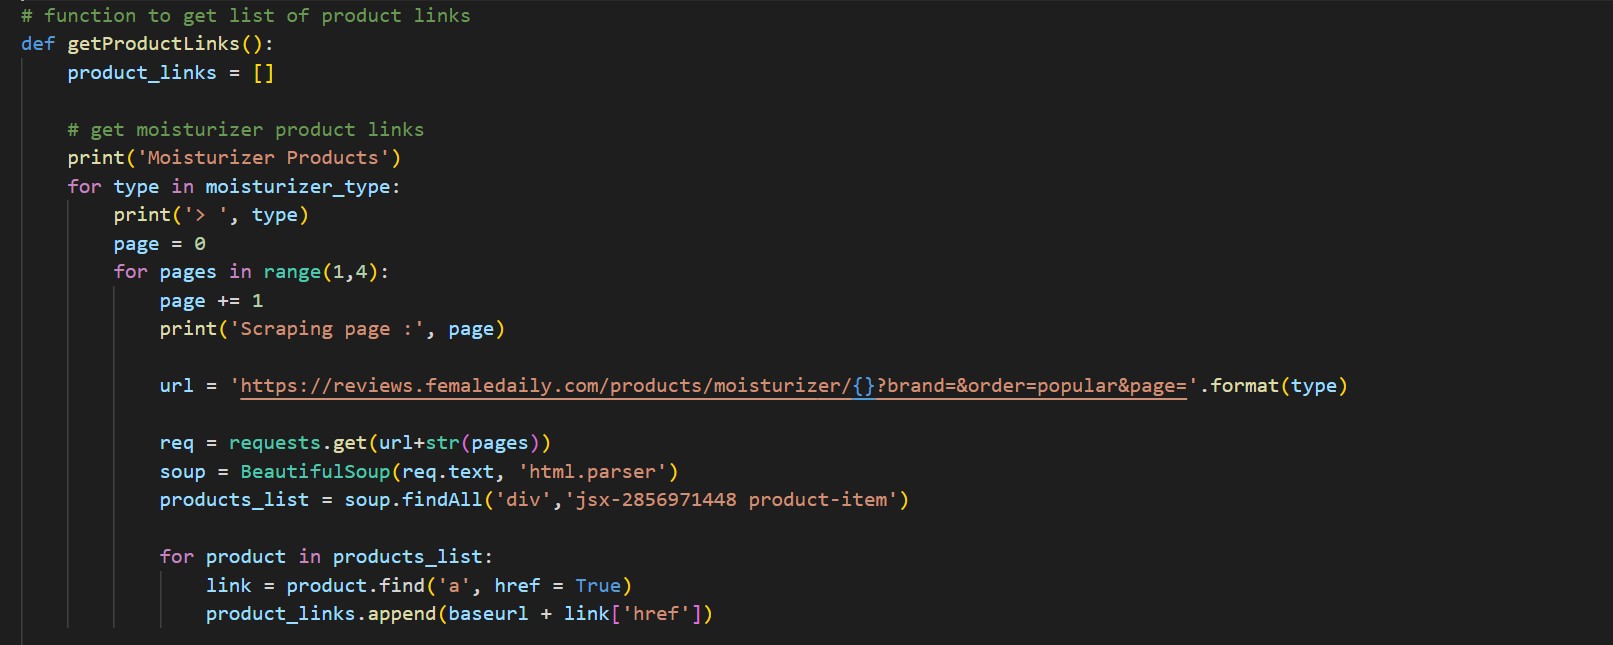 # function to get list of product links
def getProductLinks():
    product_links = []

    # get moisturizer product links
    print('Moisturizer Products')
    for type in moisturizer_type:
        print('> ', type)
        page = 0
        for pages in range(1,4):
            page += 1
            print('Scraping page :', page)

            url = 'https://reviews.femaledaily.com/products/moisturizer/{}?brand=&order=popular&page='.format(type)

            req = requests.get(url+str(pages))
            soup = BeautifulSoup(req.text, 'html.parser')
            products_list = soup.findAll('div','jsx-2856971448 product-item')

            for product in products_list:
                link = product.find('a', href = True)
                product_links.append(baseurl + link['href'])